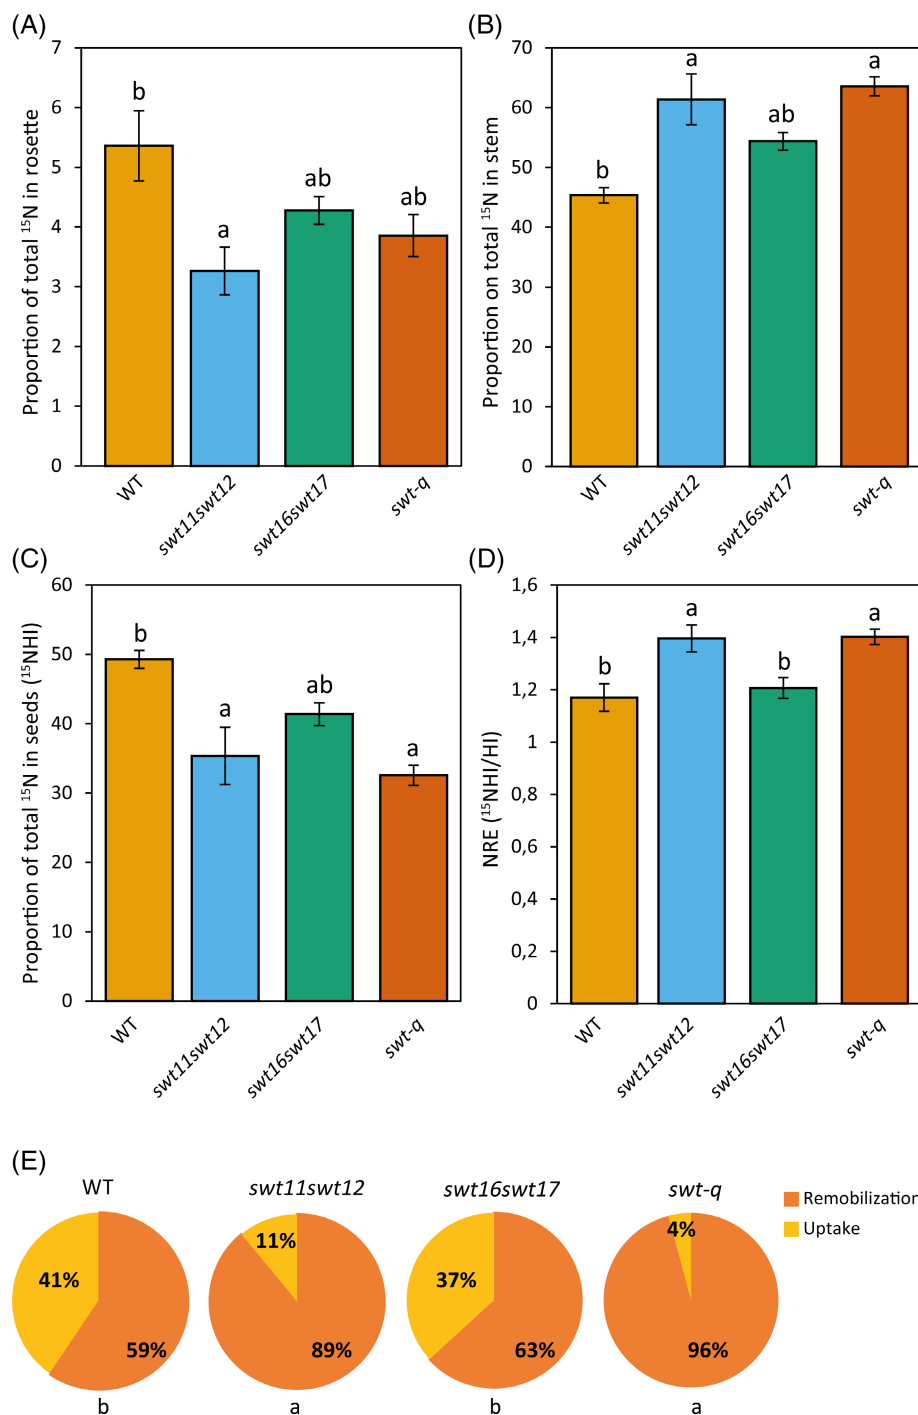 (A)
Proportion of total ¹⁵N in rosette
7
6
5
4
3
2
1
0
b
a
ab
ab
WT
swt11swt12
swt16swt17
swt-q
(B)
Proportion on total ¹⁵N in stem
70
60
50
40
30
20
10
0
b
a
ab
a
WT
swt11swt12
swt16swt17
swt-q
(C)
Proportion of total ¹⁵N in seeds (¹⁵NHI)
60
50
40
30
20
10
0
b
a
ab
a
WT
swt11swt12
swt16swt17
swt-q
(D)
NRE (¹⁵NHI/HI)
1,6
1,4
1,2
1
0,8
0,6
0,4
0,2
0
b
a
b
a
WT
swt11swt12
swt16swt17
swt-q
(E)
WT
swt11swt12
swt16swt17
swt-q
Remobilization
Uptake
41%
59%
11%
89%
37%
63%
4%
96%
b
a
b
a